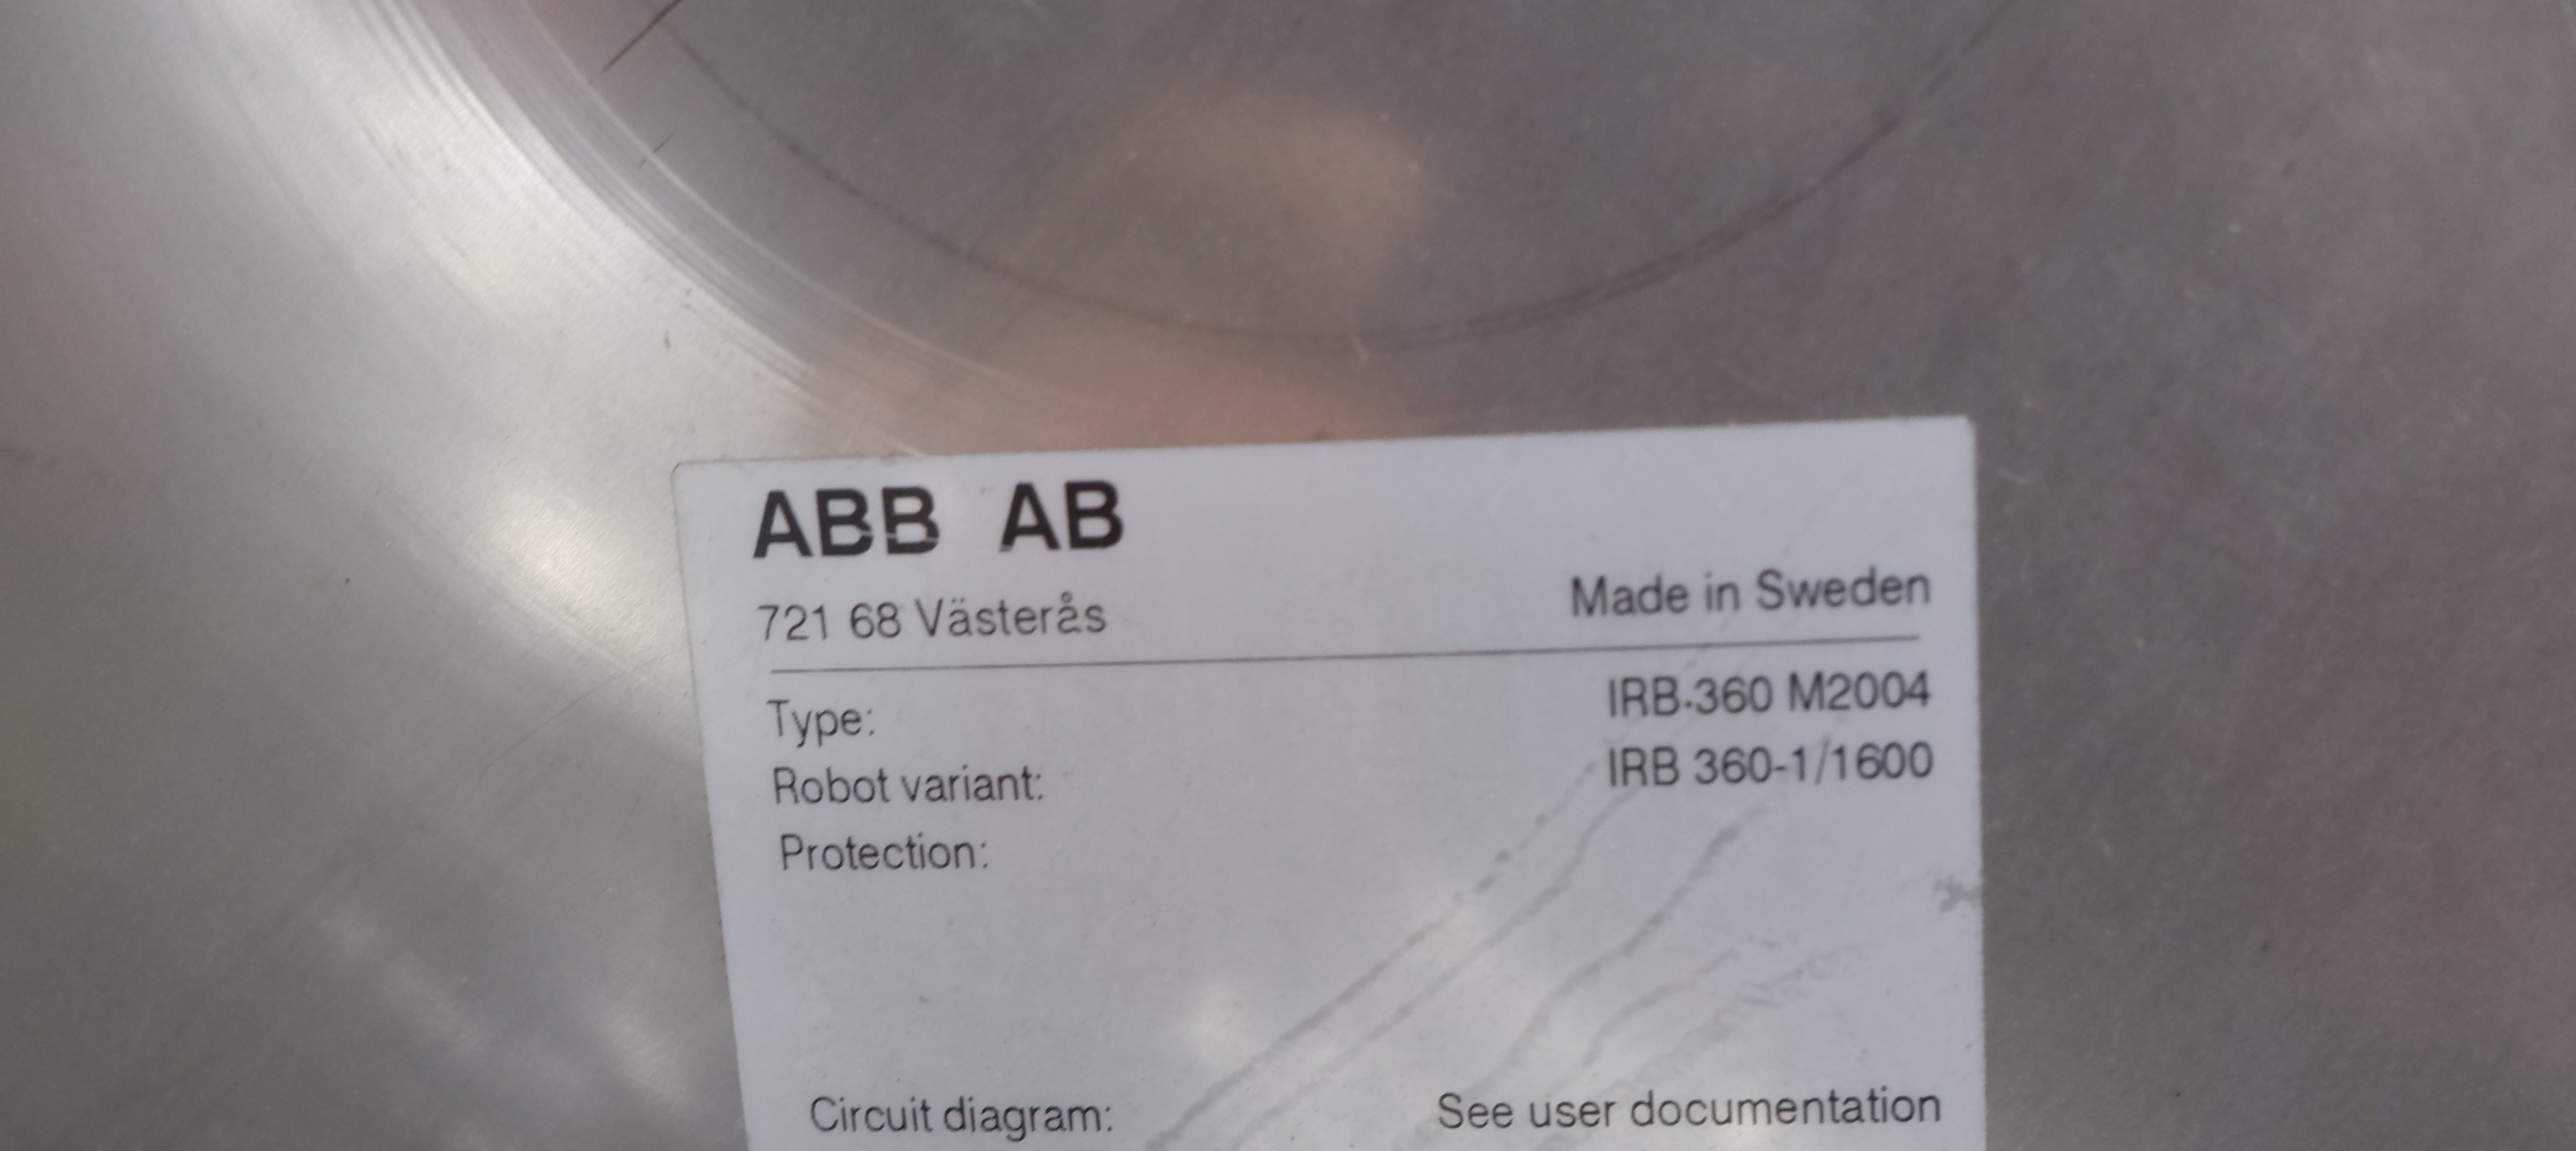 ABB AB
721 68 Västerås
Made in Sweden
Type: IRB 360 M2004
Robot variant: IRB 360-1/1600
Protection:
Circuit diagram: See user documentation